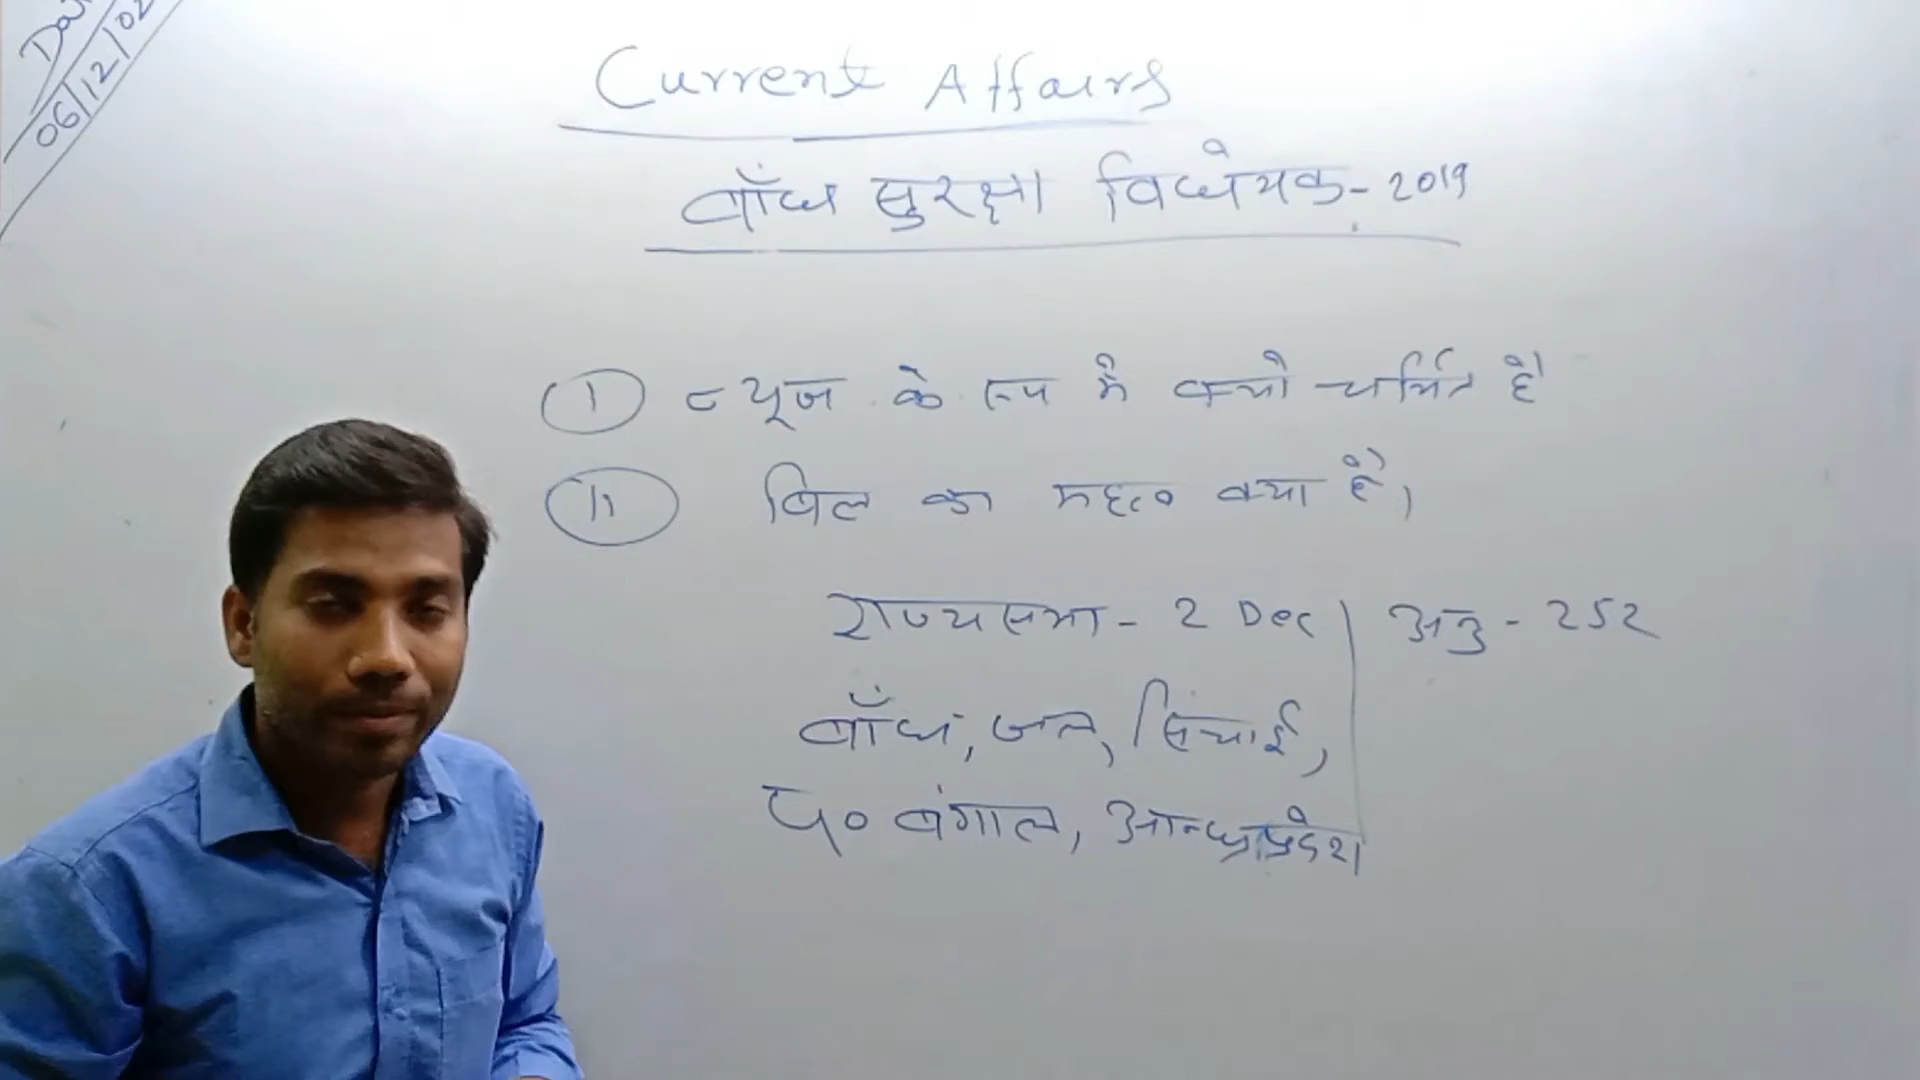 06/12/02
Current Affairs
बाँध सुरक्षा विधेयक-2019
I न्यूज के रूप में क्यो चर्चित है
II बिल का महत्व क्या है।
राज्यसभा - 2 Dec | अनु - 252
बाँध, जल, सिंचाई,
प० बंगाल, आन्ध्रप्रदेश